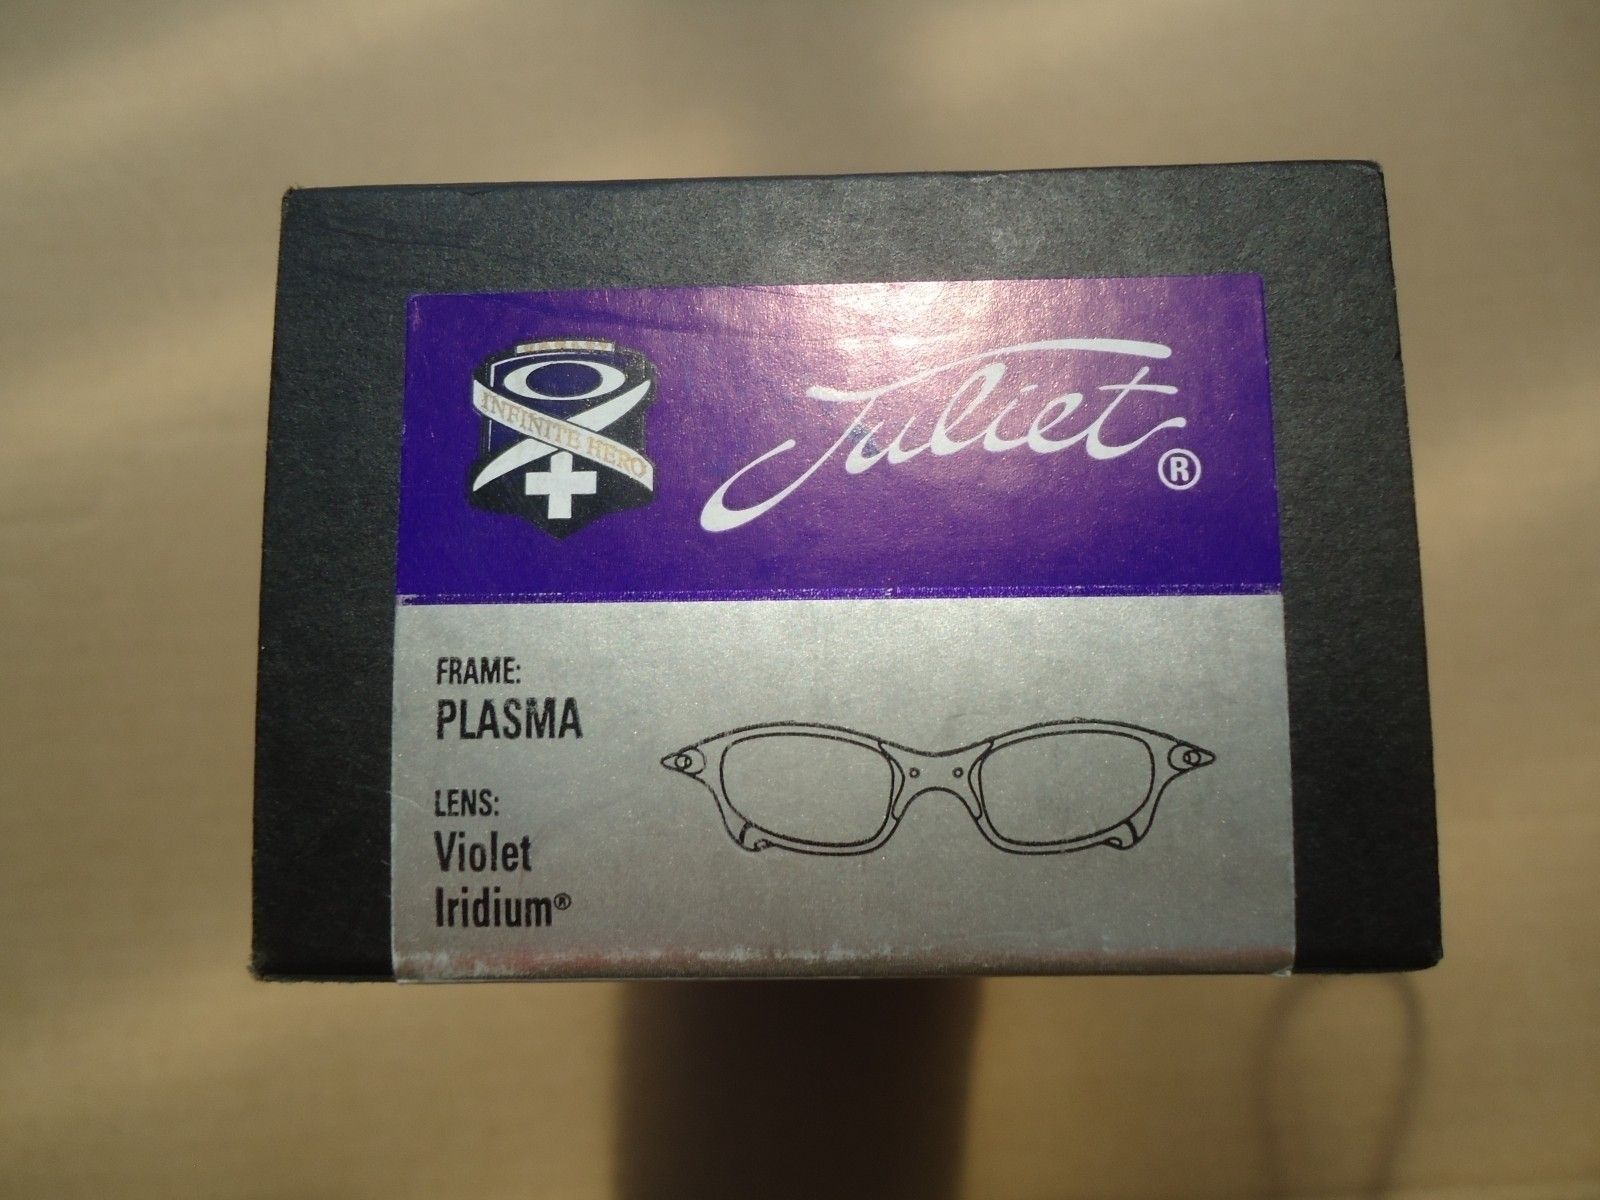 INFINITE HERO
Juliet®
FRAME:
PLASMA
LENS:
Violet
Iridium®